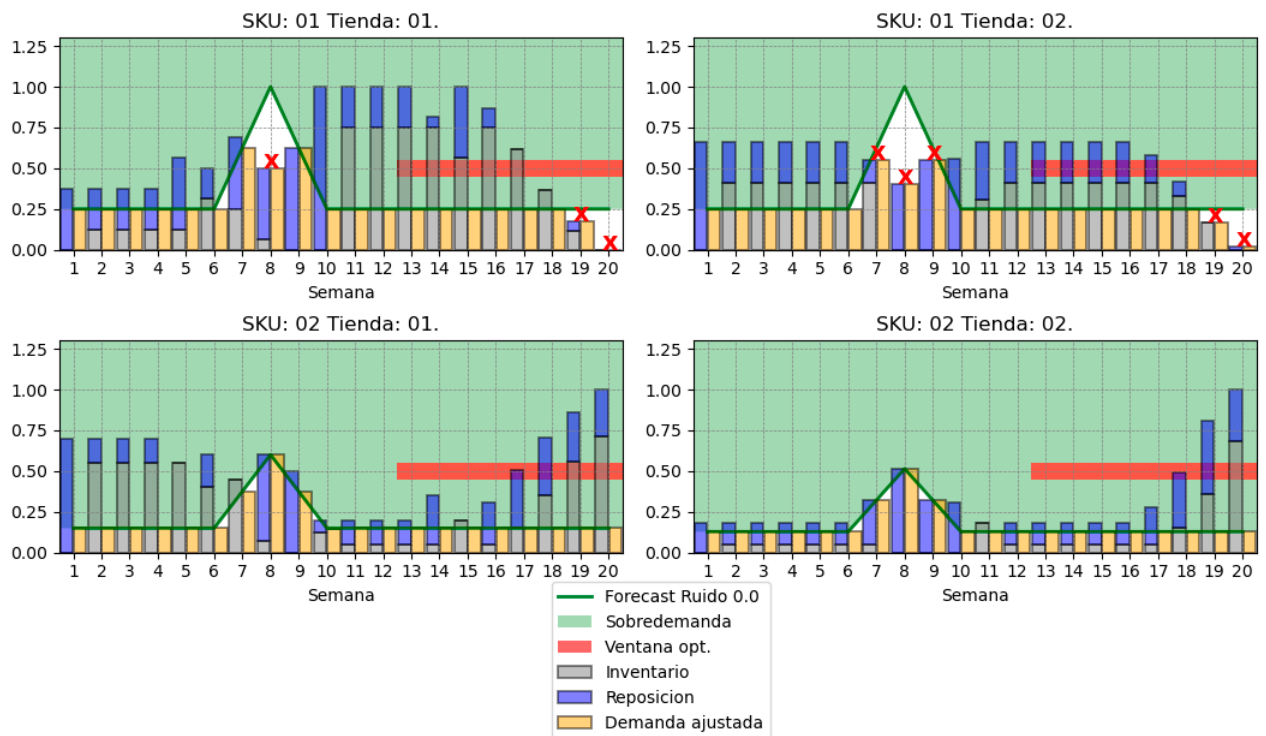 SKU: 01 Tienda: 01.
1.25
1.00
0.75
0.50
0.25
0.00
X
X
X
1 2 3 4 5 6 7 8 9 10 11 12 13 14 15 16 17 18 19 20
Semana
SKU: 01 Tienda: 02.
1.25
1.00
0.75
0.50
0.25
0.00
X
X
X
X
X
1 2 3 4 5 6 7 8 9 10 11 12 13 14 15 16 17 18 19 20
Semana
SKU: 02 Tienda: 01.
1.25
1.00
0.75
0.50
0.25
0.00
1 2 3 4 5 6 7 8 9 10 11 12 13 14 15 16 17 18 19 20
Semana
SKU: 02 Tienda: 02.
1.25
1.00
0.75
0.50
0.25
0.00
1 2 3 4 5 6 7 8 9 10 11 12 13 14 15 16 17 18 19 20
Semana
Forecast Ruido 0.0
Sobredemanda
Ventana opt.
Inventario
Reposicion
Demanda ajustada